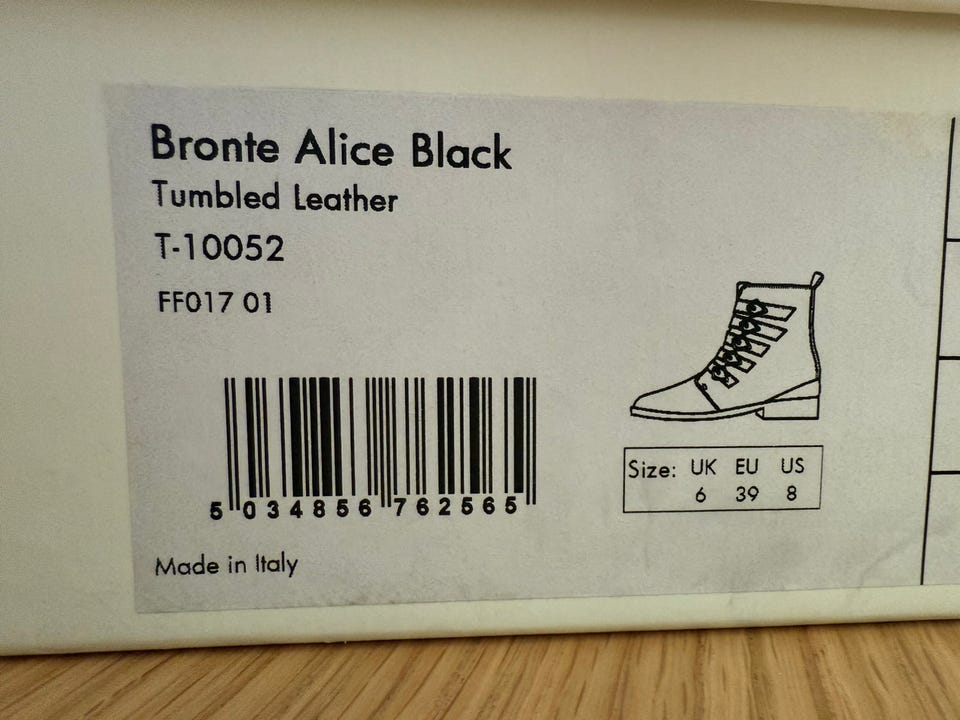 Bronte Alice Black
Tumbled Leather
T-10052
FF017 01
5 034856 762565
Made in Italy
Size: UK EU US
6 39 8